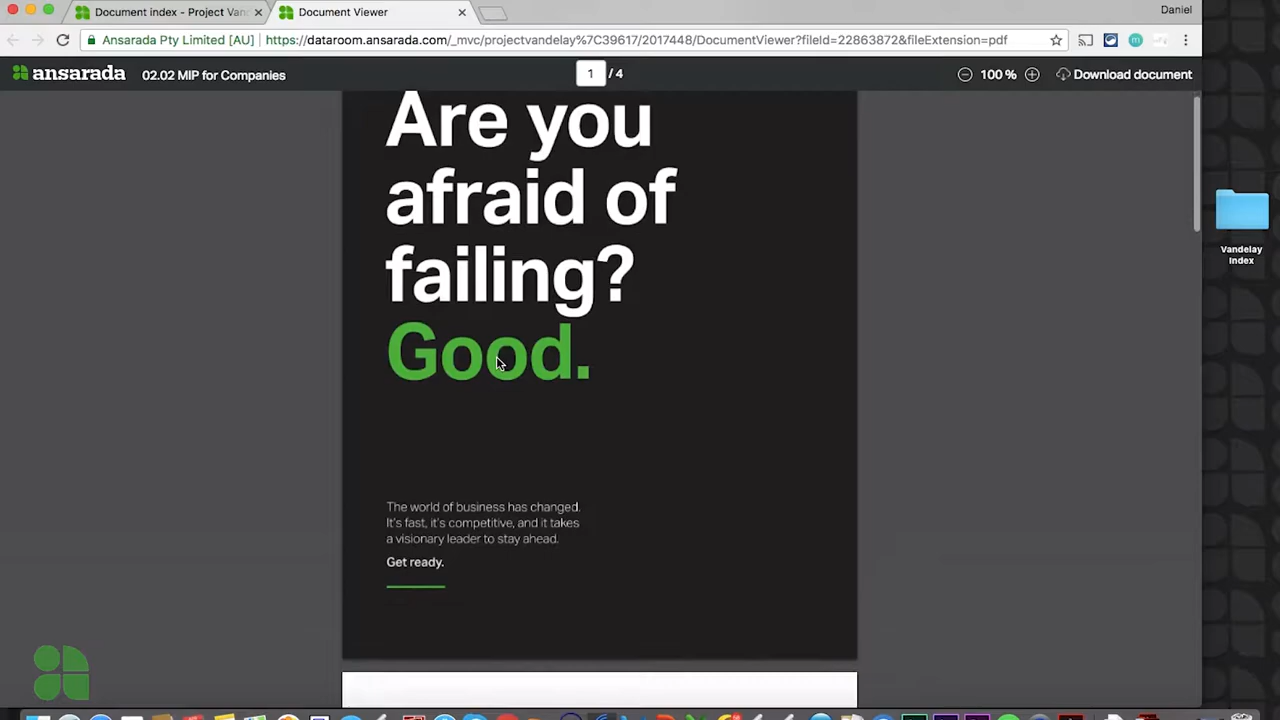 Document index - Project Van
Document Viewer
Daniel
Ansarada Pty Limited [AU]
https://dataroom.ansarada.com/_mvc/projectvandelay%7C39617/2017448/DocumentViewer?fileId=22863872&fileExtension=pdf
ansarada
02.02 MIP for Companies
1 / 4
100 %
Download document
Are you
afraid of
failing?
Good.
The world of business has changed.
It's fast, it's competitive, and it takes
a visionary leader to stay ahead.
Get ready.
Vandelay
Index
ansarada